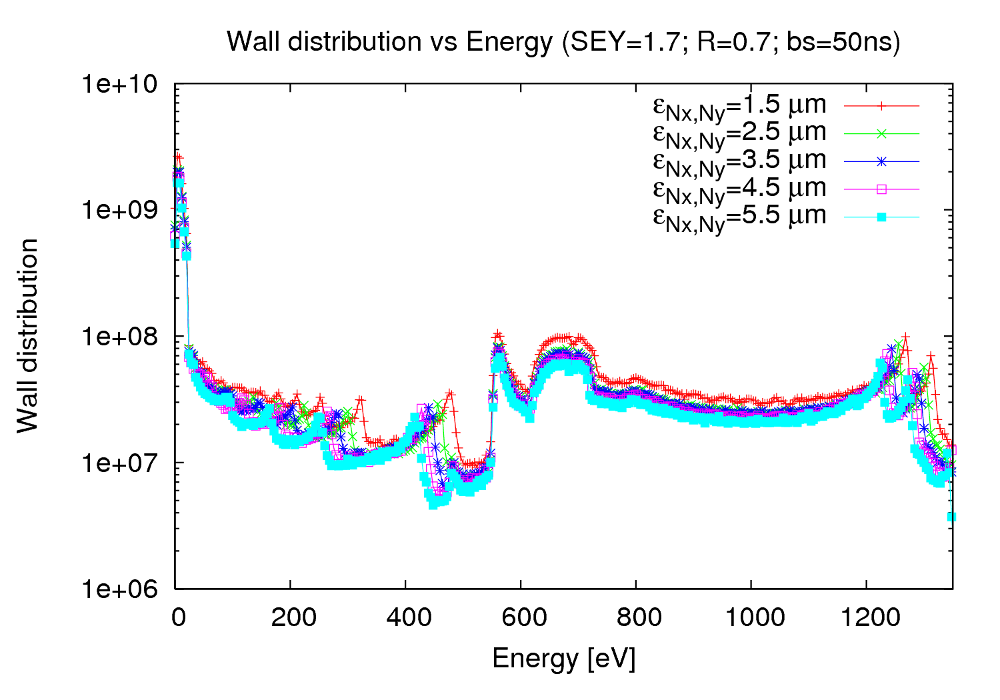 Wall distribution vs Energy (SEY=1.7; R=0.7; bs=50ns)
1e+10
1e+09
1e+08
1e+07
1e+06
Wall distribution
εNx,Ny=1.5 μm
εNx,Ny=2.5 μm
εNx,Ny=3.5 μm
εNx,Ny=4.5 μm
εNx,Ny=5.5 μm
0 200 400 600 800 1000 1200
Energy [eV]